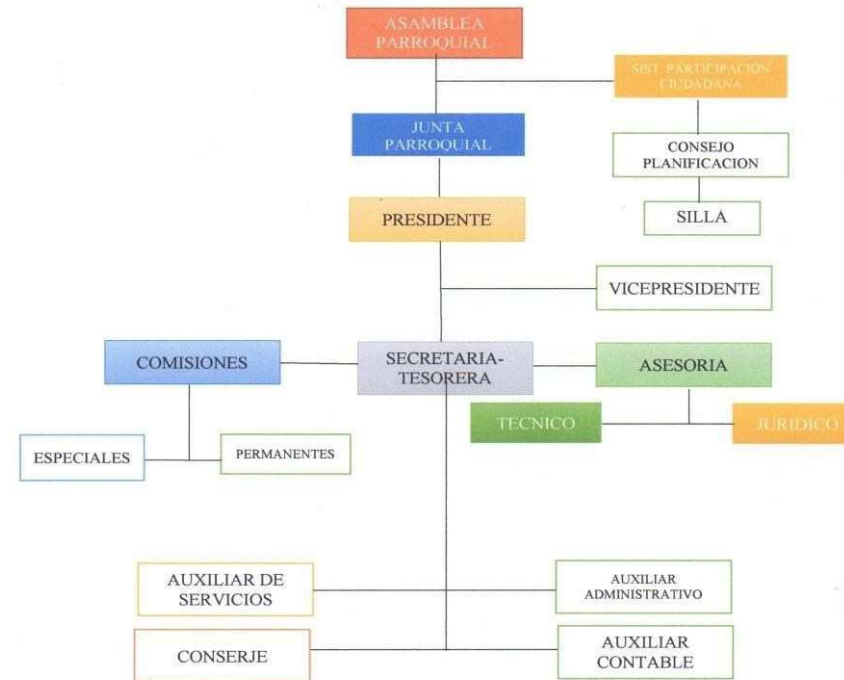 ASAMBLEA
PARROQUIAL
SIST. PARTICIPACION
CIUDADANA
JUNTA
PARROQUIAL
CONSEJO
PLANIFICACION
SILLA
PRESIDENTE
VICEPRESIDENTE
COMISIONES
SECRETARIA-
TESORERA
ASESORIA
TECNICO
JURIDICO
ESPECIALES
PERMANENTES
AUXILIAR DE
SERVICIOS
AUXILIAR
ADMINISTRATIVO
CONSERJE
AUXILIAR
CONTABLE